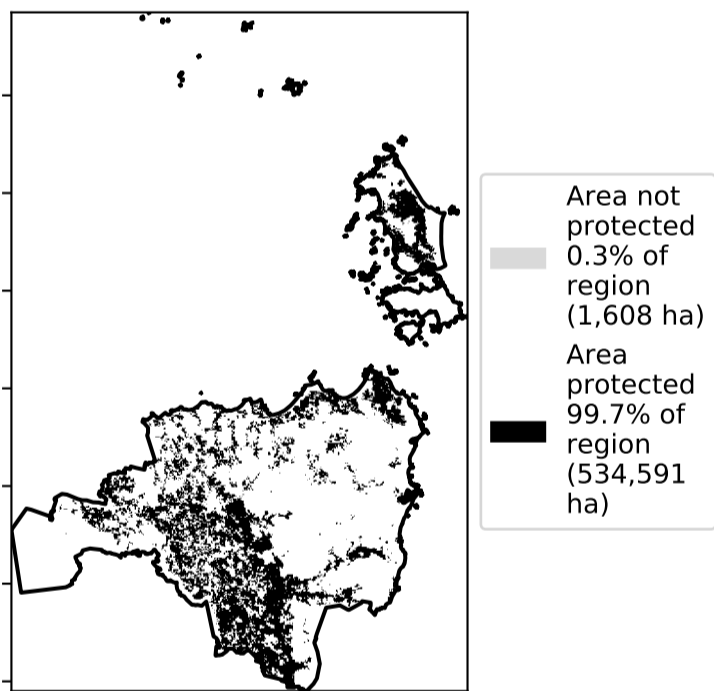 Area not
protected
0.3% of
region
(1,608 ha)
Area
protected
99.7% of
region
(534,591
ha)